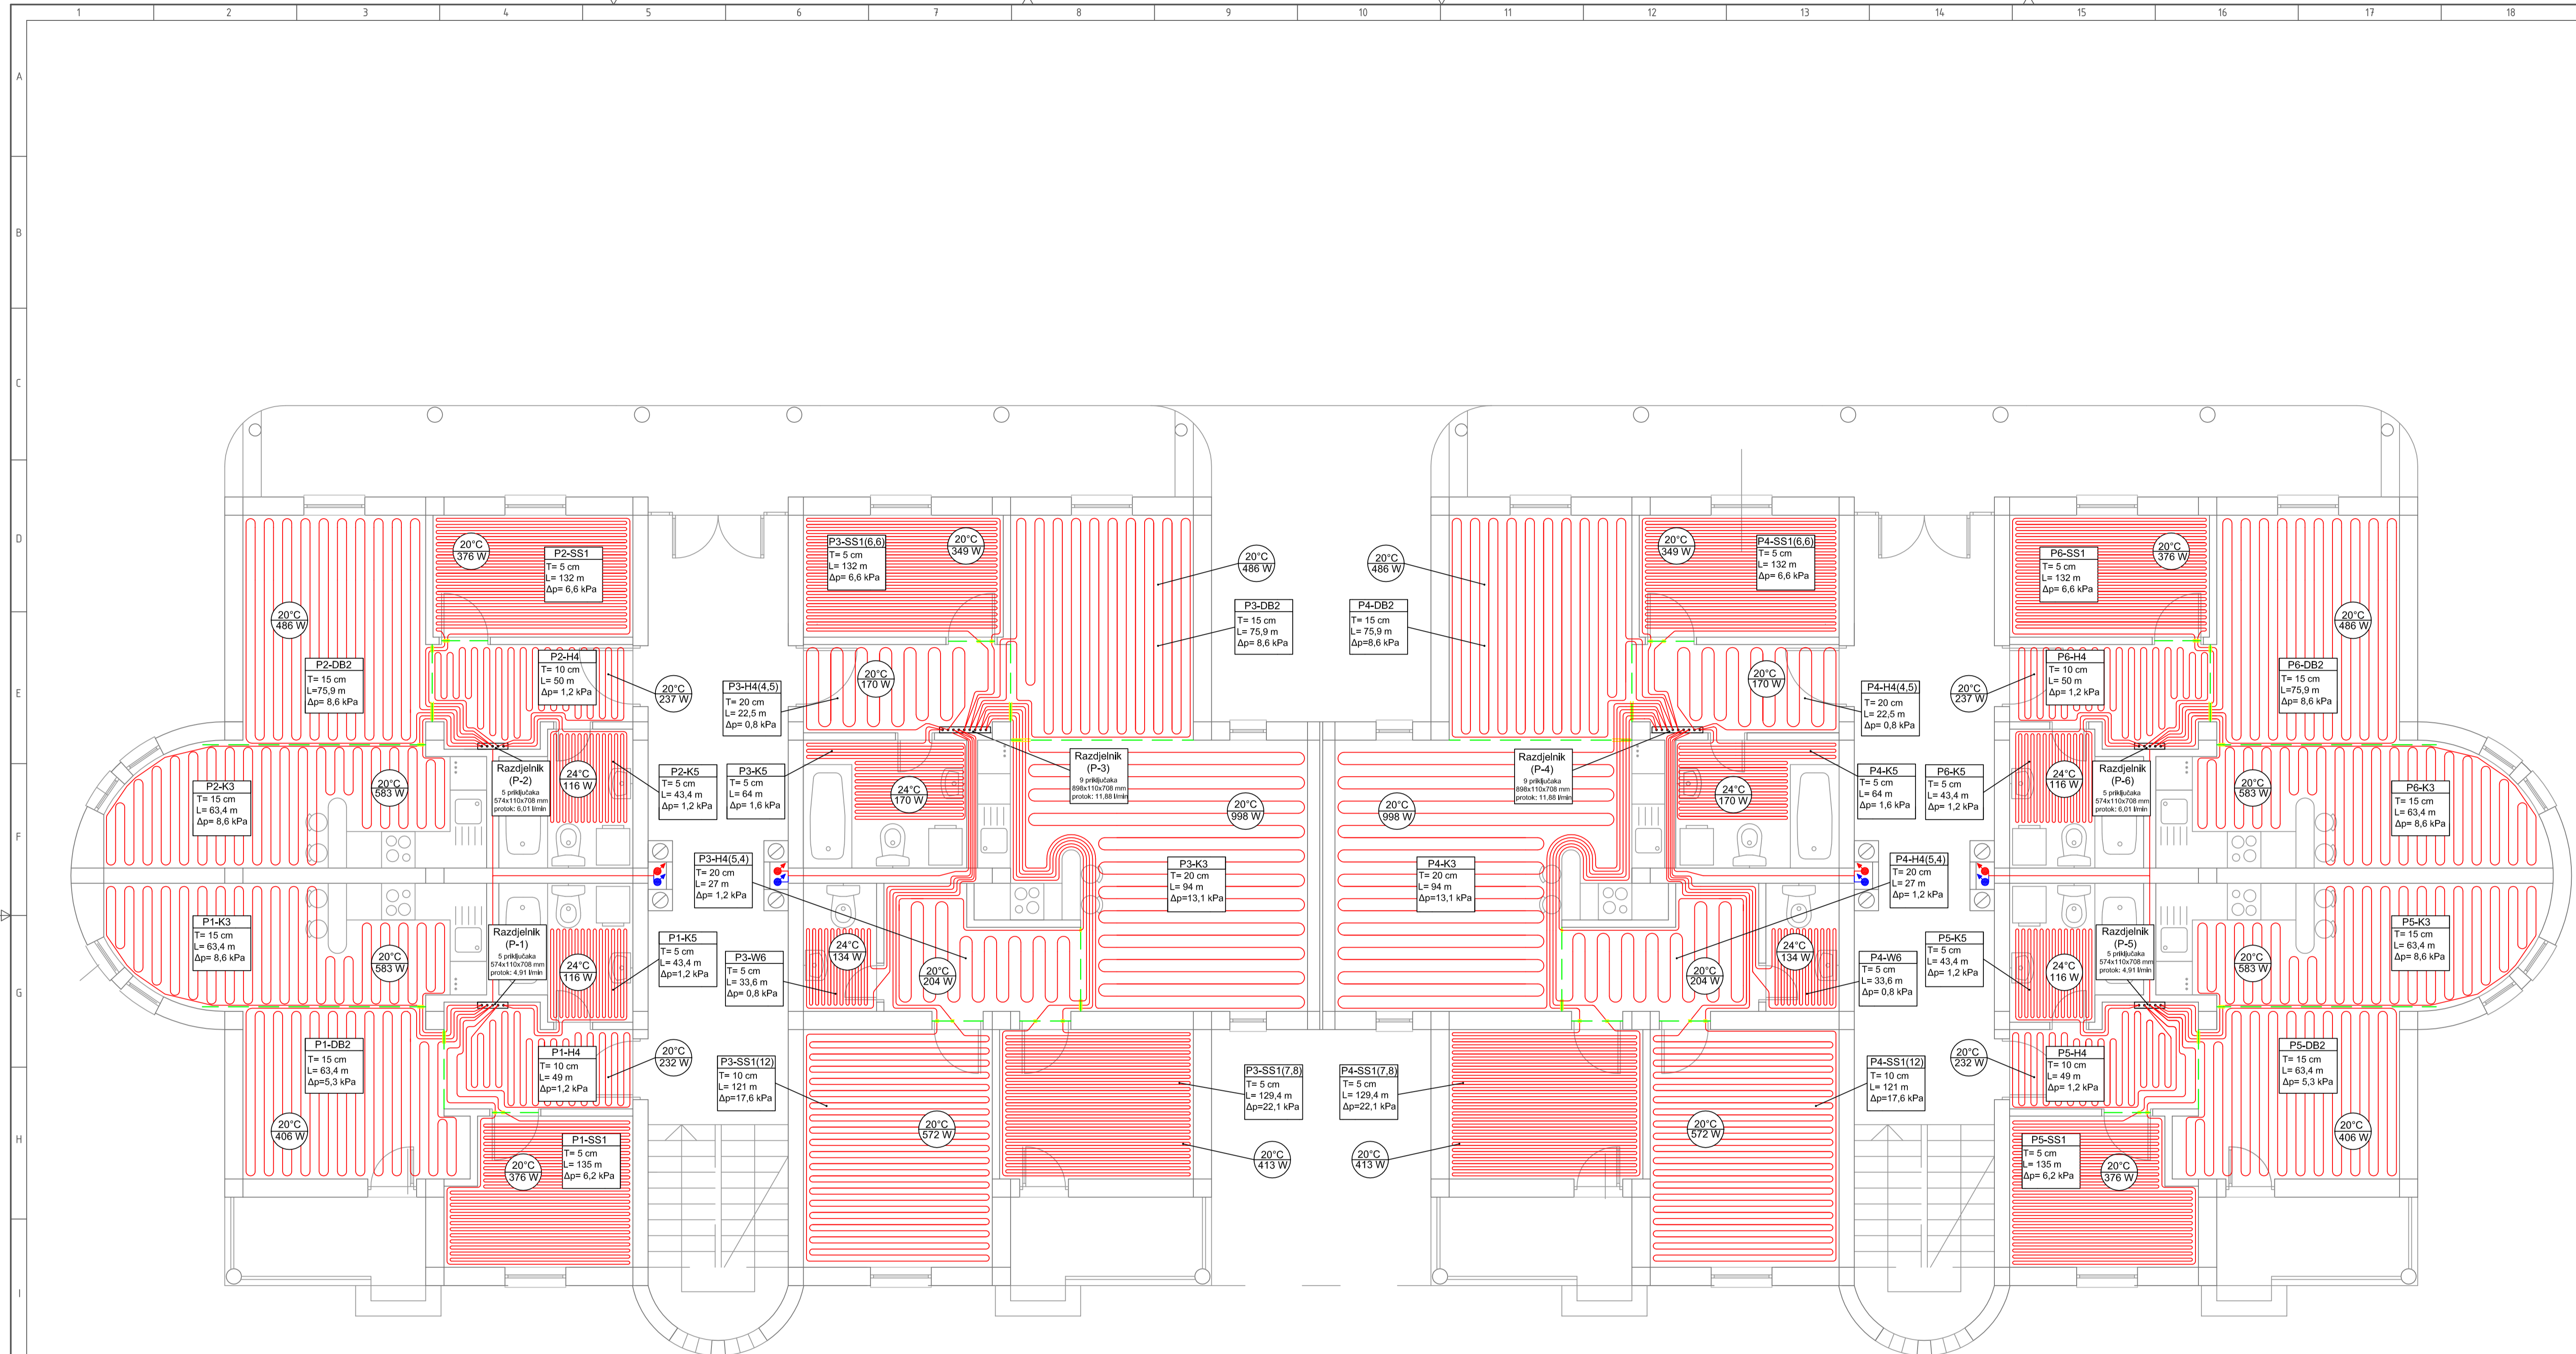 1 2 3 4 5 6 7 8 9 10 11 12 13 14 15 16 17 18
A
B
C
D
E
F
G
H
I
20°C
376 W
P2-SS1
T= 5 cm
L= 132 m
Δp= 6,6 kPa
20°C
486 W
P2-DB2
T= 15 cm
L=75,9 m
Δp= 8,6 kPa
P2-H4
T= 10 cm
L= 50 m
Δp= 1,2 kPa
20°C
237 W
P2-K3
T= 15 cm
L= 63,4 m
Δp= 8,6 kPa
20°C
583 W
Razdjelnik
(P-2)
5 priključaka
574x110x708 mm
protok: 6,01 l/min
24°C
116 W
P2-K5
T= 5 cm
L= 43,4 m
Δp= 1,2 kPa
P1-K3
T= 15 cm
L= 63,4 m
Δp= 8,6 kPa
20°C
583 W
Razdjelnik
(P-1)
5 priključaka
574x110x708 mm
protok: 4,91 l/min
24°C
116 W
P1-K5
T= 5 cm
L= 43,4 m
Δp=1,2 kPa
P1-DB2
T= 15 cm
L= 63,4 m
Δp=5,3 kPa
20°C
406 W
P1-H4
T= 10 cm
L= 49 m
Δp=1,2 kPa
20°C
232 W
P1-SS1
T= 5 cm
L= 135 m
Δp= 6,2 kPa
20°C
376 W
P3-SS1(6,6)
T= 5 cm
L= 132 m
Δp= 6,6 kPa
20°C
349 W
20°C
486 W
P3-DB2
T= 15 cm
L= 75,9 m
Δp= 8,6 kPa
P3-H4(4,5)
T= 20 cm
L= 22,5 m
Δp= 0,8 kPa
20°C
170 W
P3-K5
T= 5 cm
L= 64 m
Δp= 1,6 kPa
24°C
170 W
Razdjelnik
(P-3)
9 priključaka
898x110x708 mm
protok: 11,88 l/min
20°C
998 W
P3-K3
T= 20 cm
L= 94 m
Δp=13,1 kPa
P3-H4(5,4)
T= 20 cm
L= 27 m
Δp= 1,2 kPa
P3-W6
T= 5 cm
L= 33,6 m
Δp= 0,8 kPa
24°C
134 W
20°C
204 W
P3-SS1(12)
T= 10 cm
L= 121 m
Δp=17,6 kPa
20°C
572 W
P3-SS1(7,8)
T= 5 cm
L= 129,4 m
Δp=22,1 kPa
20°C
413 W
20°C
486 W
P4-DB2
T= 15 cm
L= 75,9 m
Δp=8,6 kPa
20°C
349 W
P4-SS1(6,6)
T= 5 cm
L= 132 m
Δp= 6,6 kPa
20°C
170 W
P4-H4(4,5)
T= 20 cm
L= 22,5 m
Δp= 0,8 kPa
Razdjelnik
(P-4)
9 priključaka
898x110x708 mm
protok: 11,88 l/min
24°C
170 W
P4-K5
T= 5 cm
L= 64 m
Δp= 1,6 kPa
20°C
998 W
P4-K3
T= 20 cm
L= 94 m
Δp=13,1 kPa
P4-H4(5,4)
T= 20 cm
L= 27 m
Δp= 1,2 kPa
24°C
134 W
20°C
204 W
P4-W6
T= 5 cm
L= 33,6 m
Δp= 0,8 kPa
P4-SS1(7,8)
T= 5 cm
L= 129,4 m
Δp=22,1 kPa
20°C
413 W
20°C
572 W
P4-SS1(12)
T= 10 cm
L= 121 m
Δp=17,6 kPa
P6-SS1
T= 5 cm
L= 132 m
Δp= 6,6 kPa
20°C
376 W
20°C
486 W
P6-H4
T= 10 cm
L= 50 m
Δp= 1,2 kPa
20°C
237 W
P6-DB2
T= 15 cm
L=75,9 m
Δp= 8,6 kPa
P6-K5
T= 5 cm
L= 43,4 m
Δp= 1,2 kPa
24°C
116 W
Razdjelnik
(P-6)
5 priključaka
574x110x708 mm
protok: 6,01 l/min
20°C
583 W
P6-K3
T= 15 cm
L= 63,4 m
Δp= 8,6 kPa
P5-K5
T= 5 cm
L= 43,4 m
Δp= 1,2 kPa
24°C
116 W
Razdjelnik
(P-5)
5 priključaka
574x110x708 mm
protok: 4,91 l/min
20°C
583 W
P5-K3
T= 15 cm
L= 63,4 m
Δp= 8,6 kPa
20°C
232 W
P5-H4
T= 10 cm
L= 49 m
Δp= 1,2 kPa
P5-DB2
T= 15 cm
L= 63,4 m
Δp= 5,3 kPa
20°C
406 W
P5-SS1
T= 5 cm
L= 135 m
Δp= 6,2 kPa
20°C
376 W